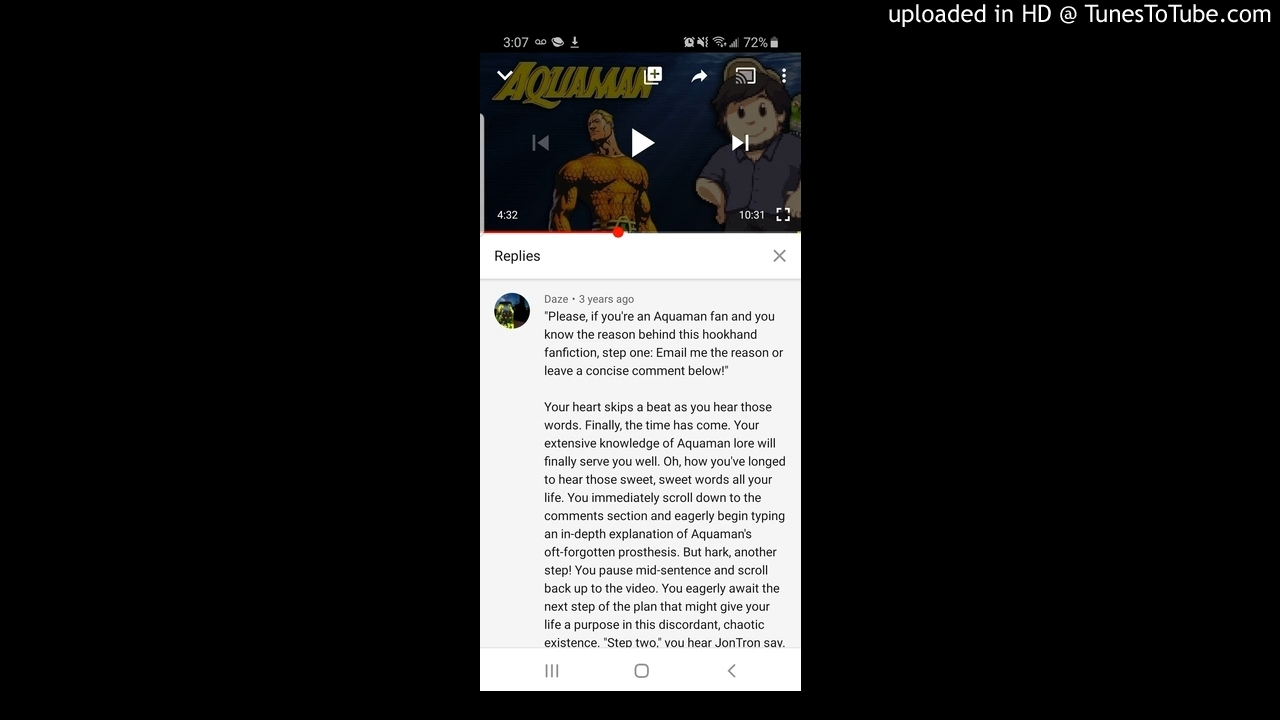 uploaded in HD @ TunesToTube.com
3:07
72%
AQUAMAN
4:32
10:31
Replies
Daze • 3 years ago
"Please, if you're an Aquaman fan and you
know the reason behind this hookhand
fanfiction, step one: Email me the reason or
leave a concise comment below!"
Your heart skips a beat as you hear those
words. Finally, the time has come. Your
extensive knowledge of Aquaman lore will
finally serve you well. Oh, how you've longed
to hear those sweet, sweet words all your
life. You immediately scroll down to the
comments section and eagerly begin typing
an in-depth explanation of Aquaman's
oft-forgotten prosthesis. But hark, another
step! You pause mid-sentence and scroll
back up to the video. You eagerly await the
next step of the plan that might give your
life a purpose in this discordant, chaotic
existence. "Step two," you hear JonTron say,